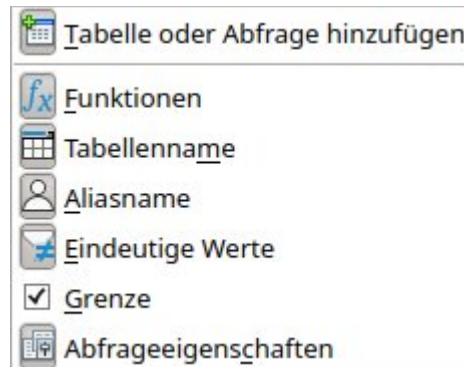 Tabelle oder Abfrage hinzufügen
Funktionen
Tabellenname
Aliasname
Eindeutige Werte
Grenze
Abfrageeigenschaften